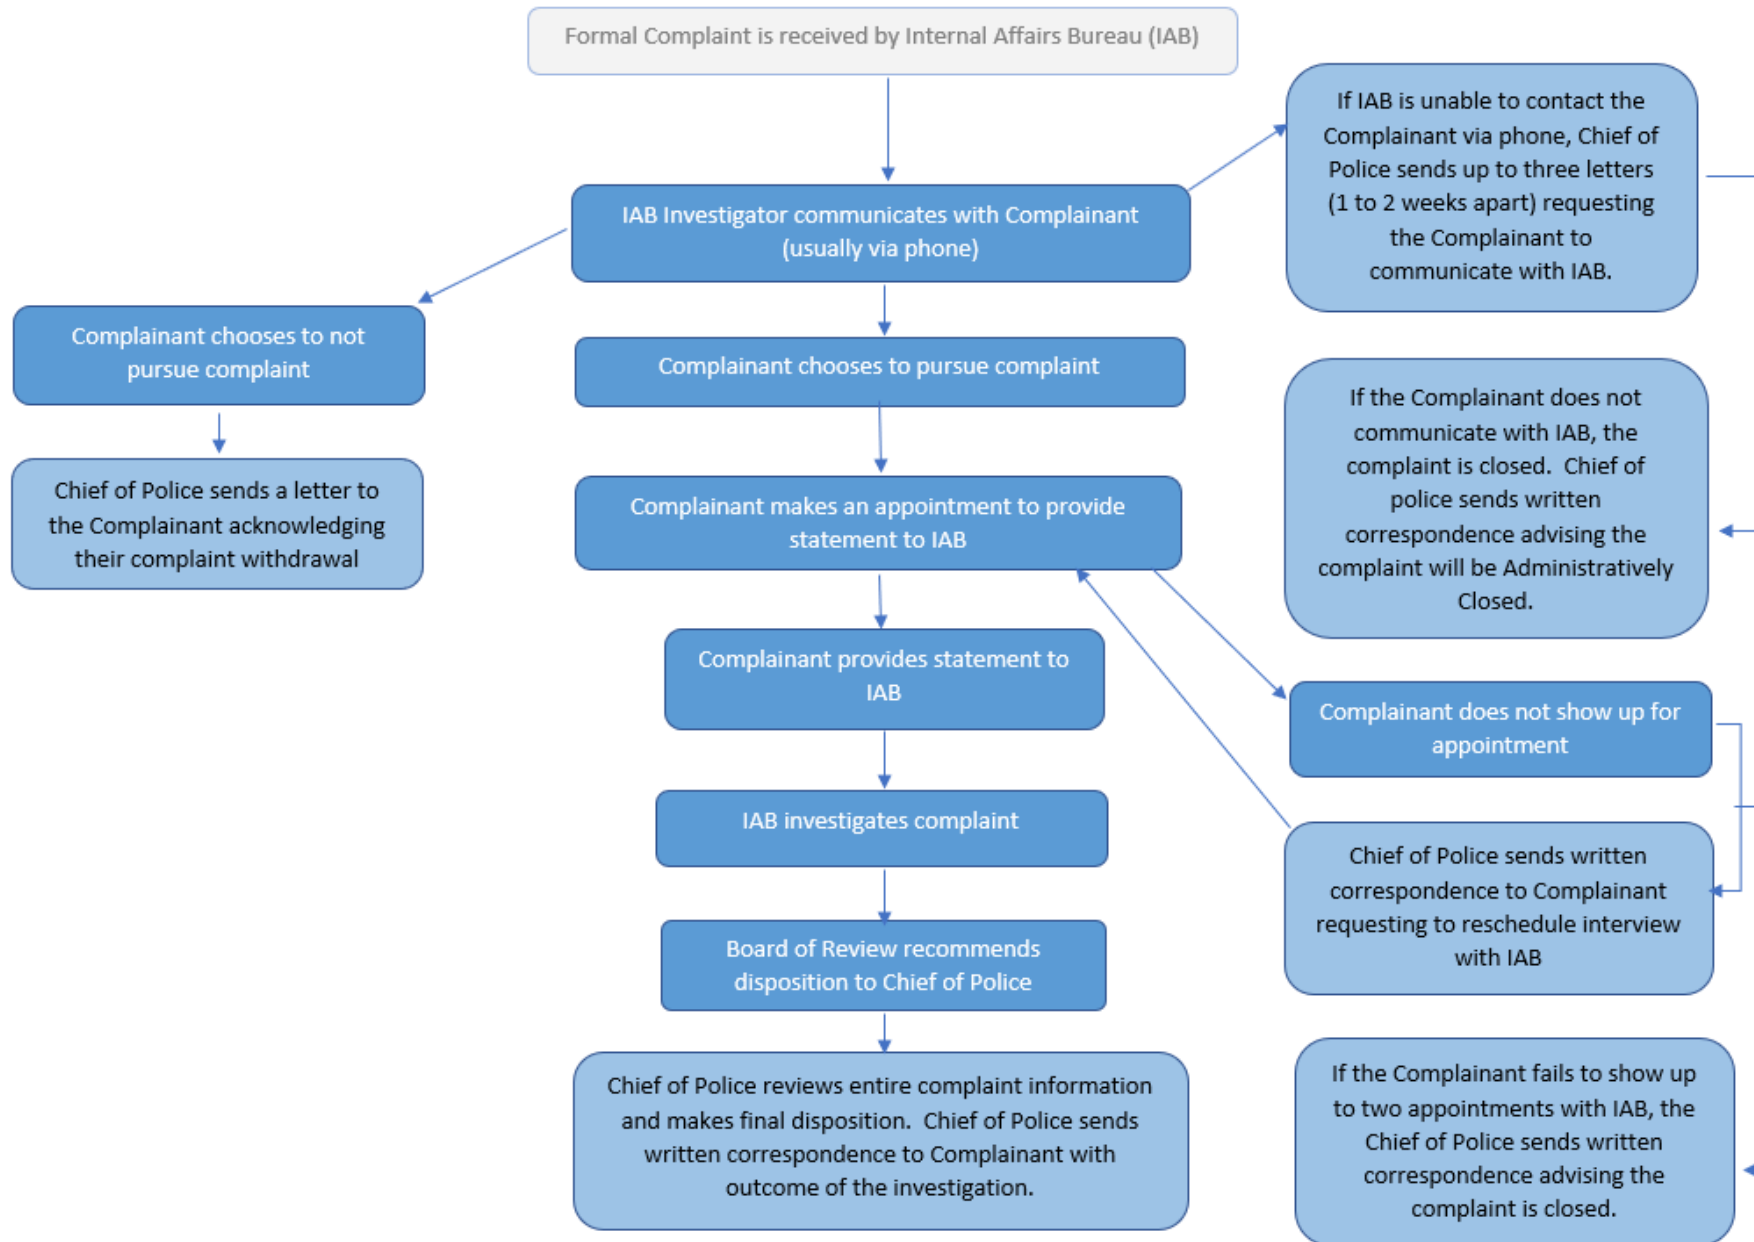 Formal Complaint is received by Internal Affairs Bureau (IAB)
If IAB is unable to contact the
Complainant via phone, Chief of
Police sends up to three letters
(1 to 2 weeks apart) requesting
the Complainant to
communicate with IAB.
IAB Investigator communicates with Complainant
(usually via phone)
Complainant chooses to not
pursue complaint
Complainant chooses to pursue complaint
If the Complainant does not
communicate with IAB, the
complaint is closed.  Chief of
police sends written
correspondence advising the
complaint will be Administratively
Closed.
Chief of Police sends a letter to
the Complainant acknowledging
their complaint withdrawal
Complainant makes an appointment to provide
statement to IAB
Complainant provides statement to
IAB
Complainant does not show up for
appointment
IAB investigates complaint
Chief of Police sends written
correspondence to Complainant
requesting to reschedule interview
with IAB
Board of Review recommends
disposition to Chief of Police
Chief of Police reviews entire complaint information
and makes final disposition.  Chief of Police sends
written correspondence to Complainant with
outcome of the investigation.
If the Complainant fails to show up
to two appointments with IAB, the
Chief of Police sends written
correspondence advising the
complaint is closed.